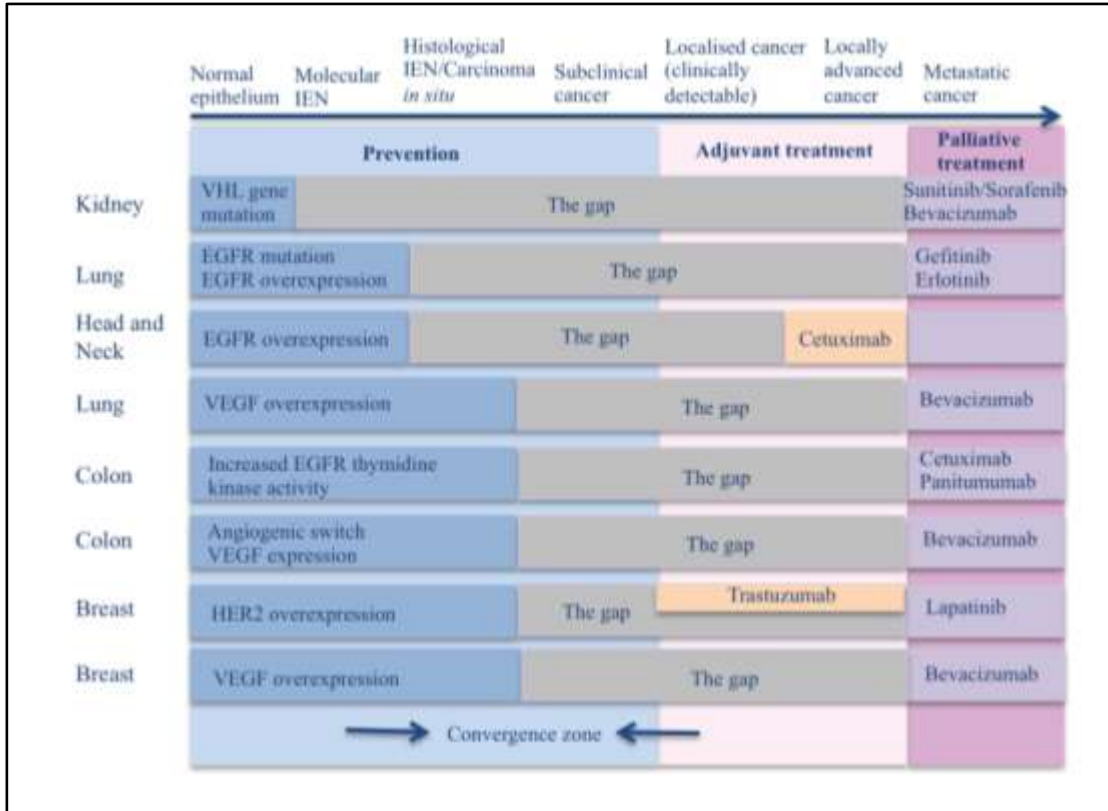 Normal
epithelium
Molecular
IEN
Histological
IEN/Carcinoma
in situ
Subclinical
cancer
Localised cancer
(clinically
detectable)
Locally
advanced
cancer
Metastatic
cancer
Prevention
Adjuvant treatment
Palliative
treatment
Kidney
VHL gene
mutation
The gap
Sunitinib/Sorafenib
Bevacizumab
Lung
EGFR mutation
EGFR overexpression
The gap
Gefitinib
Erlotinib
Head and
Neck
EGFR overexpression
The gap
Cetuximab
Lung
VEGF overexpression
The gap
Bevacizumab
Colon
Increased EGFR thymidine
kinase activity
The gap
Cetuximab
Panitumumab
Colon
Angiogenic switch
VEGF expression
The gap
Bevacizumab
Breast
HER2 overexpression
The gap
Trastuzumab
Lapatinib
Breast
VEGF overexpression
The gap
Bevacizumab
Convergence zone